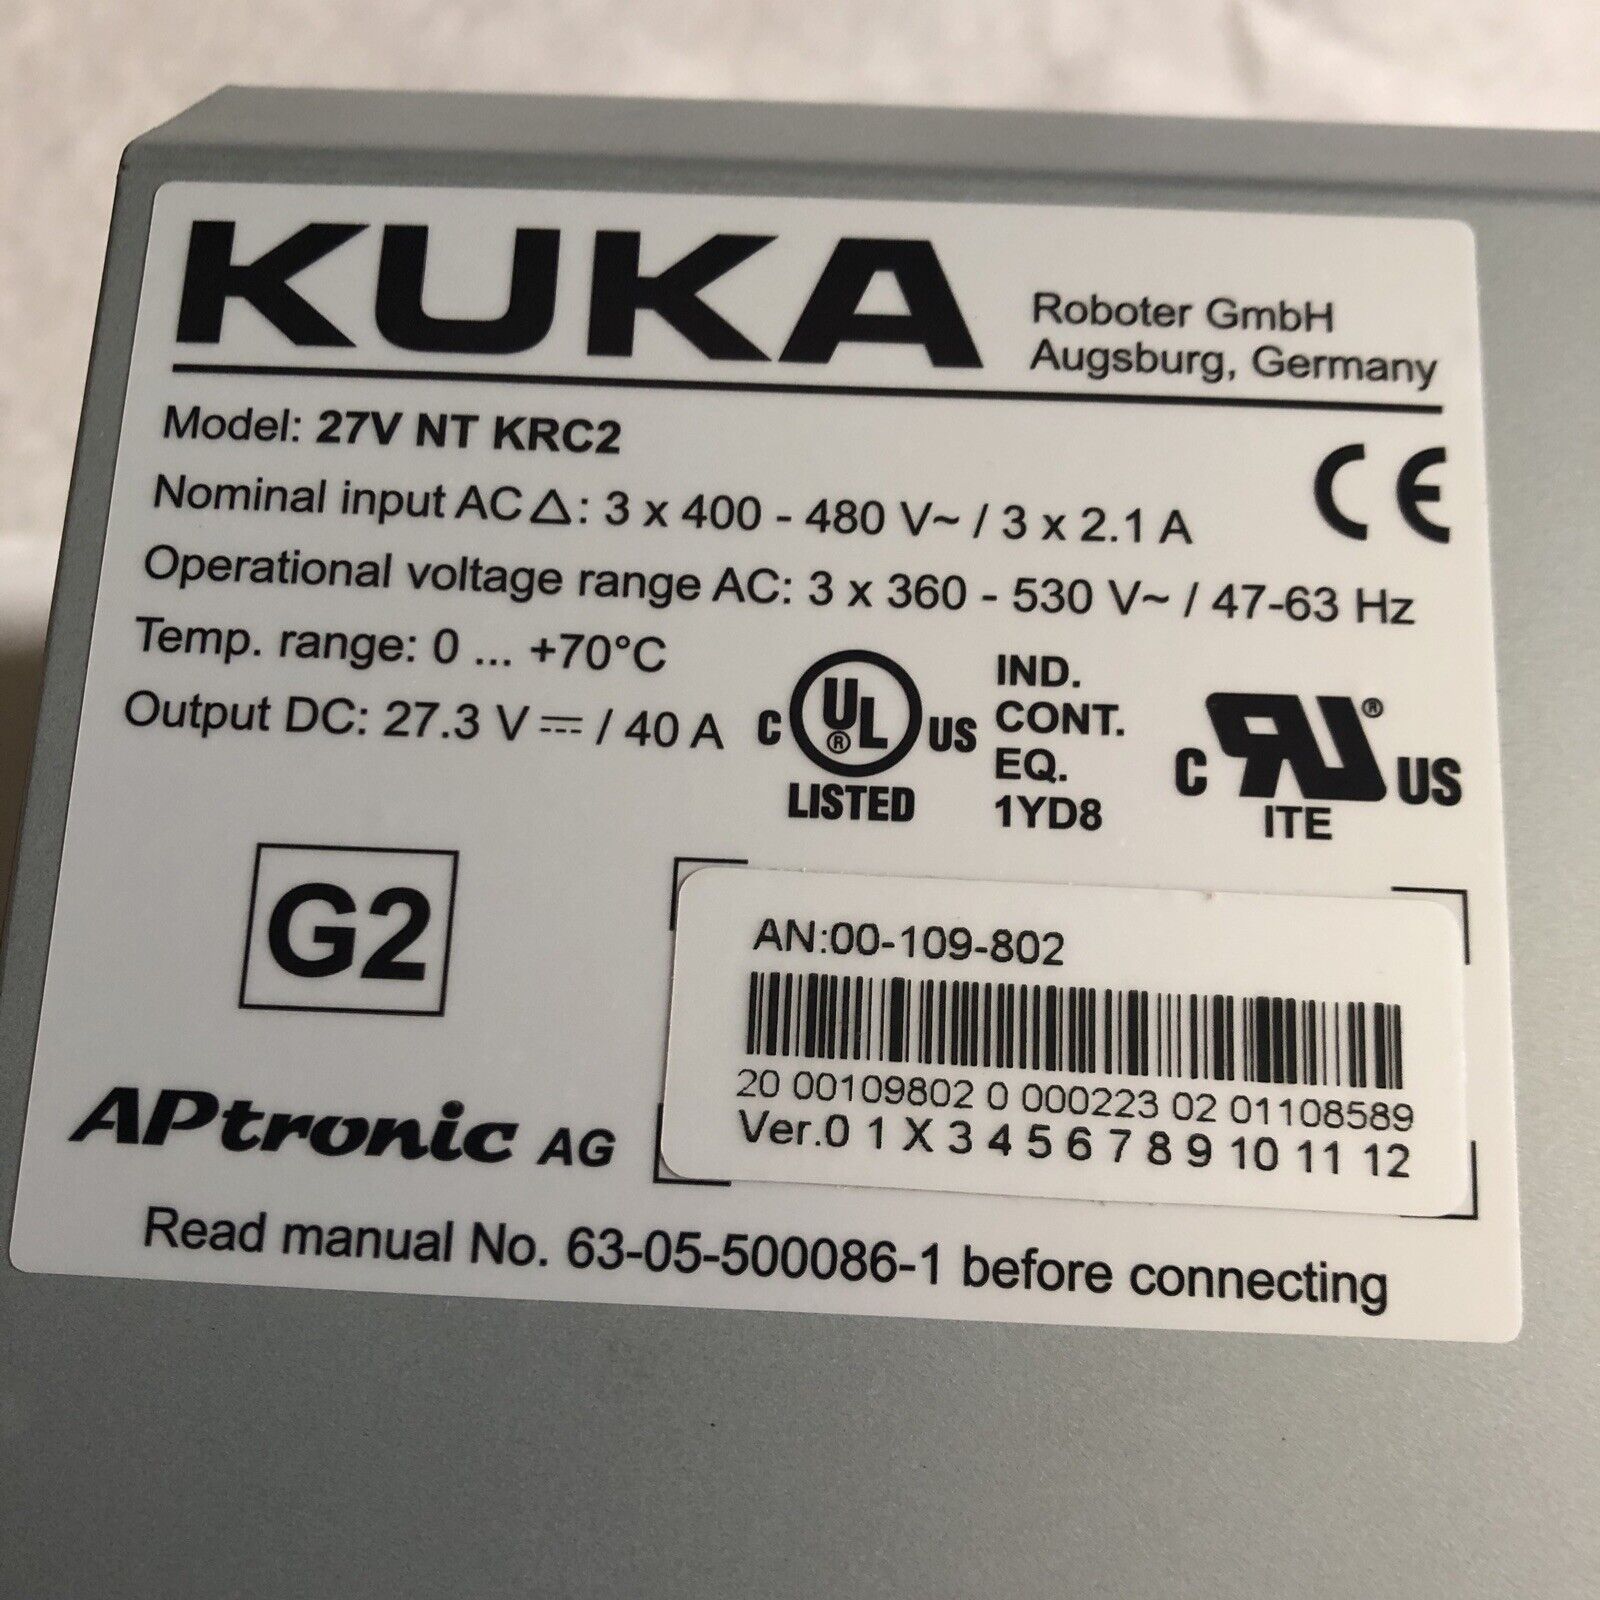 KUKA
Roboter GmbH
Augsburg, Germany
Model: 27V NT KRC2
Nominal input AC Δ: 3 x 400 - 480 V~ / 3 x 2.1 A
CE
Operational voltage range AC: 3 x 360 - 530 V~ / 47-63 Hz
Temp. range: 0 ... +70°C
Output DC: 27.3 V ⎓ / 40 A
C UL ® US
LISTED
IND.
CONT.
EQ.
1YD8
C RU ® US
ITE
G2
AN:00-109-802
20 00109802 0 000223 02 01108589
Ver.0 1 X 3 4 5 6 7 8 9 10 11 12
APtronic AG
Read manual No. 63-05-500086-1 before connecting